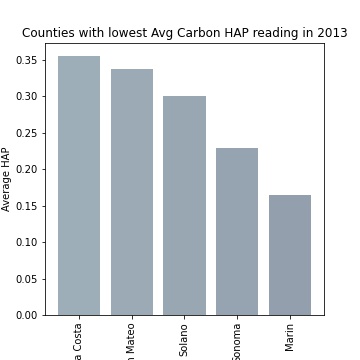 Counties with lowest Avg Carbon HAP reading in 2013
Average HAP
0.35
0.30
0.25
0.20
0.15
0.10
0.05
0.00
a Costa
Mateo
Solano
Sonoma
Marin